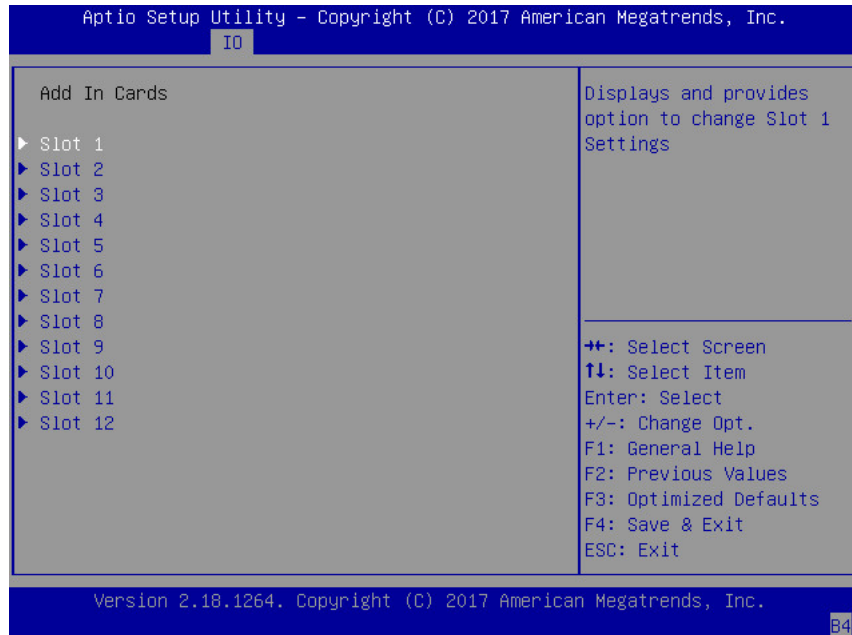 Aptio Setup Utility – Copyright (C) 2017 American Megatrends, Inc.
IO
Add In Cards
▶ Slot 1
▶ Slot 2
▶ Slot 3
▶ Slot 4
▶ Slot 5
▶ Slot 6
▶ Slot 7
▶ Slot 8
▶ Slot 9
▶ Slot 10
▶ Slot 11
▶ Slot 12
Displays and provides
option to change Slot 1
Settings
→←: Select Screen
↑↓: Select Item
Enter: Select
+/-: Change Opt.
F1: General Help
F2: Previous Values
F3: Optimized Defaults
F4: Save & Exit
ESC: Exit
Version 2.18.1264. Copyright (C) 2017 American Megatrends, Inc.
B4